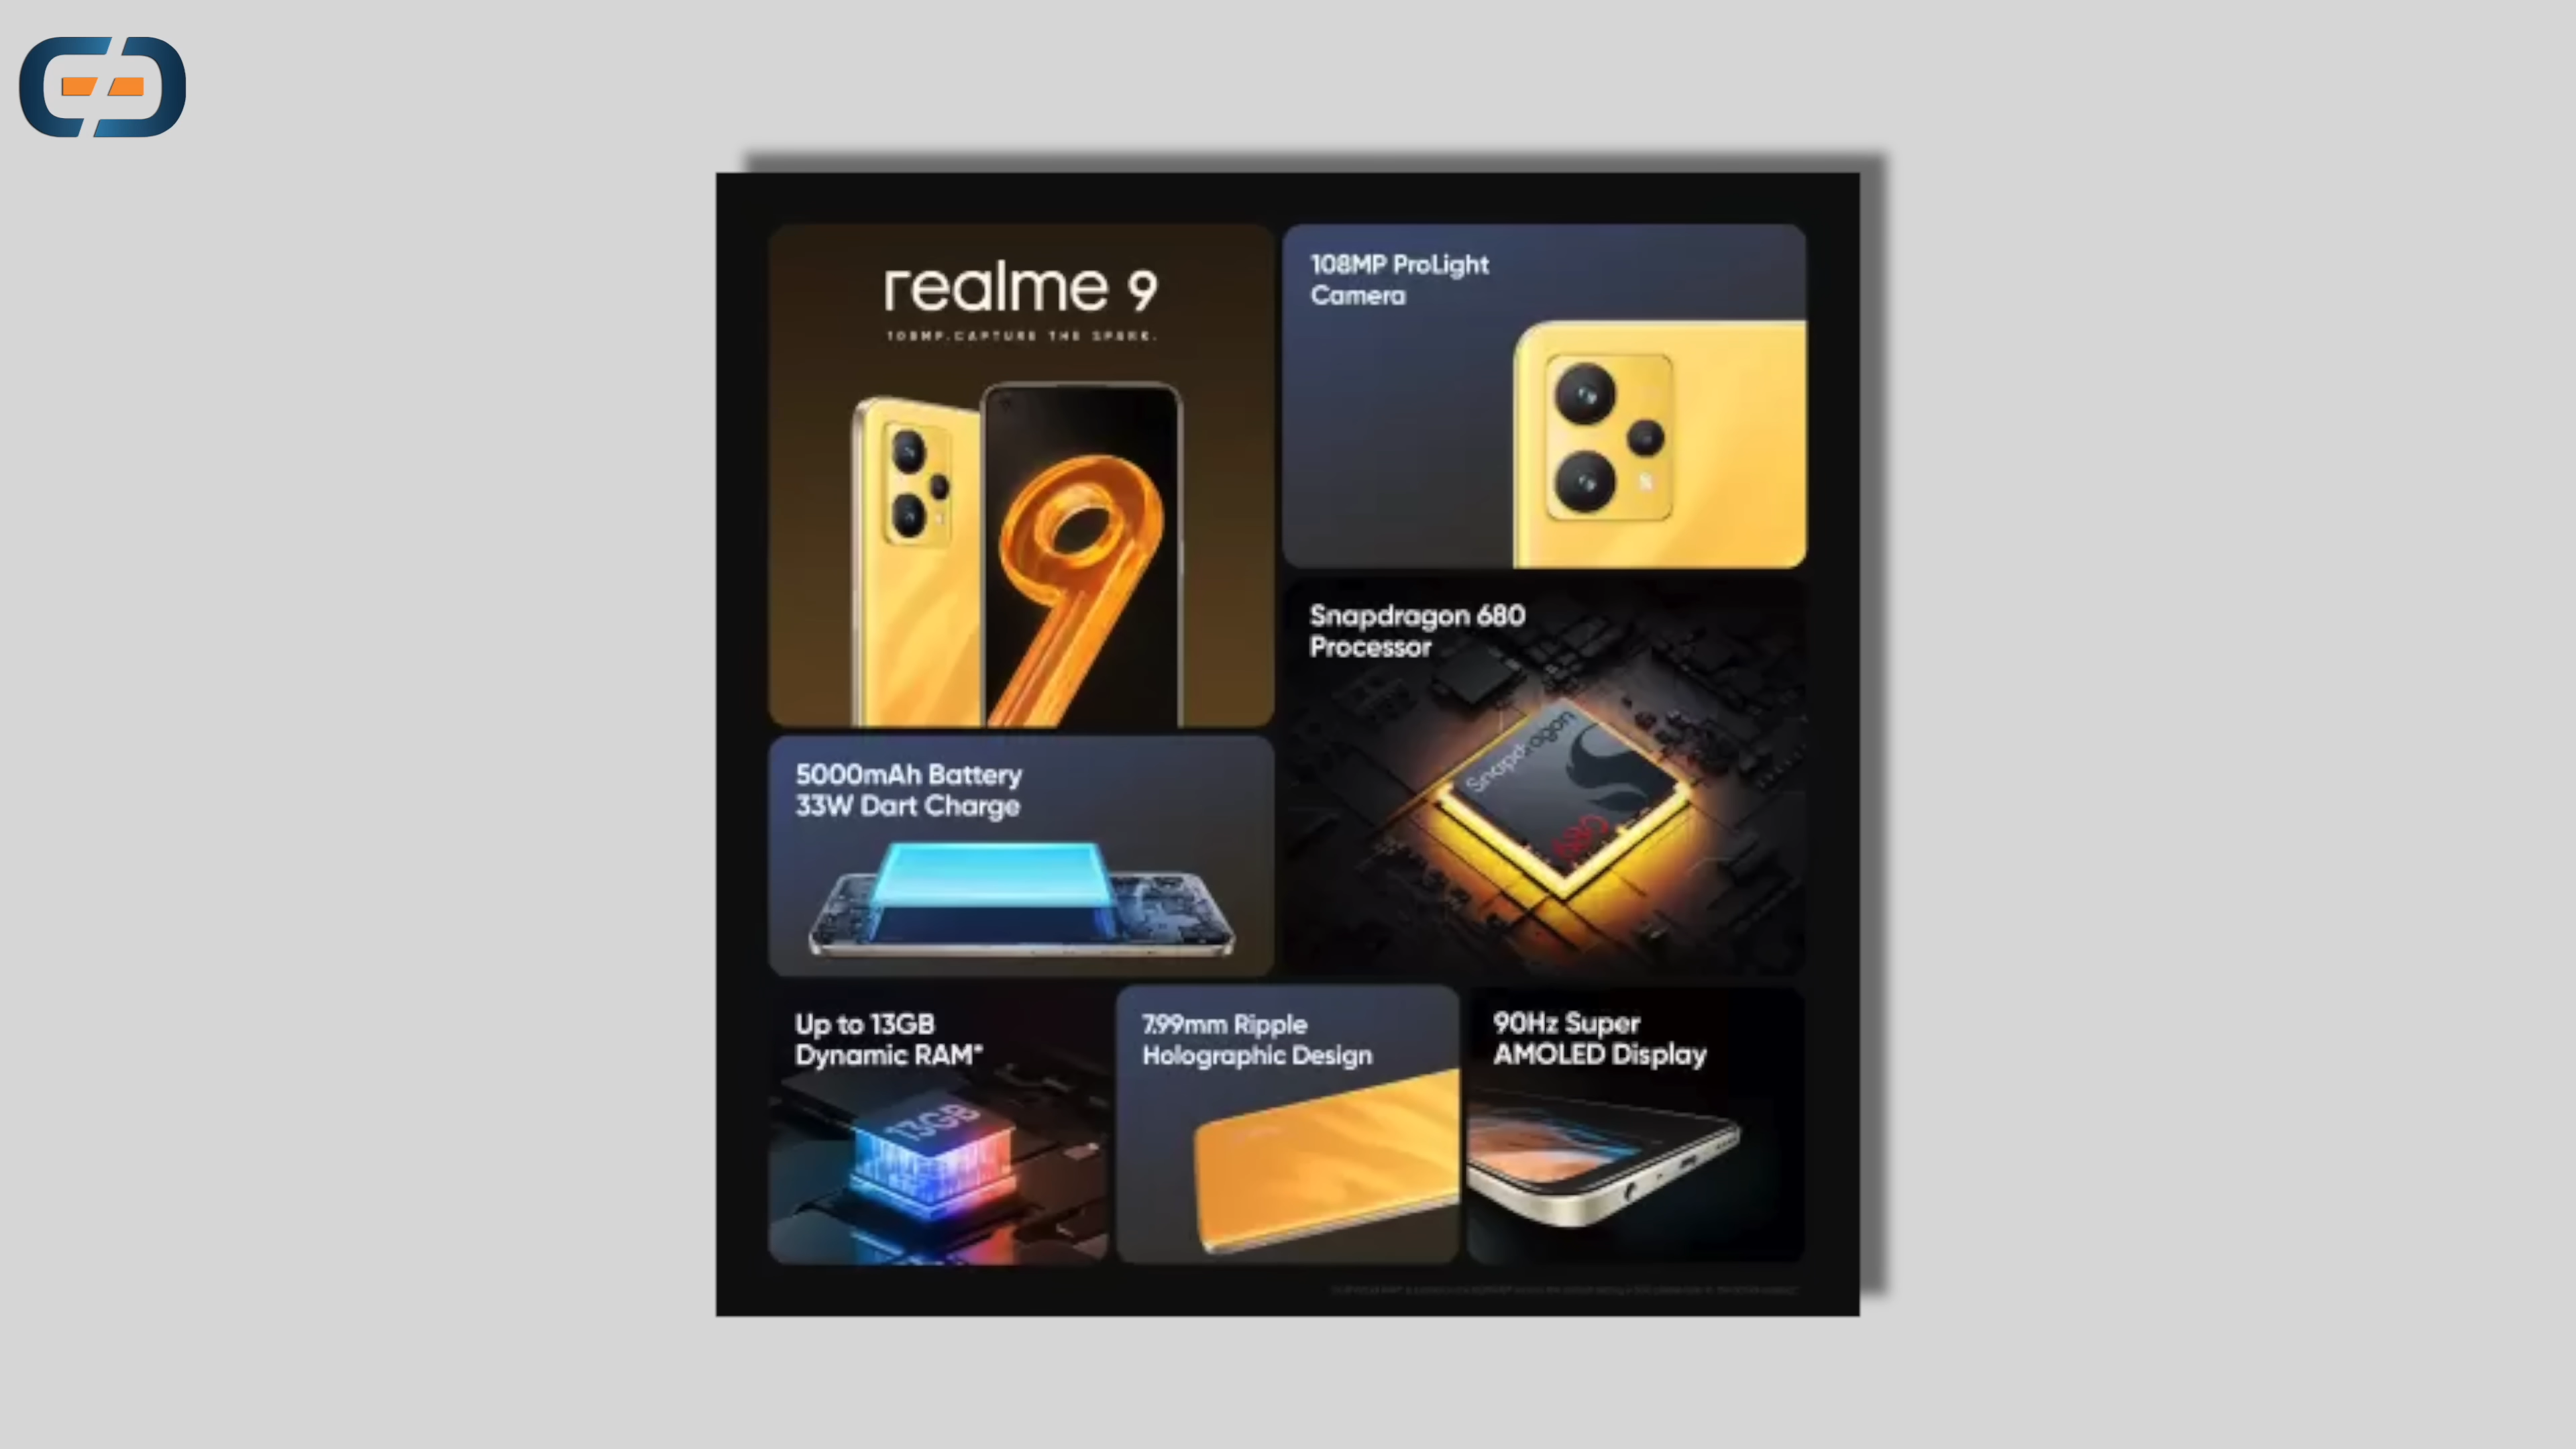 realme 9
108MP.CAPTURE THE SPARK.
108MP ProLight
Camera
Snapdragon 680
Processor
Snapdragon
680
5000mAh Battery
33W Dart Charge
Up to 13GB
Dynamic RAM*
13GB
7.99mm Ripple
Holographic Design
90Hz Super
AMOLED Display